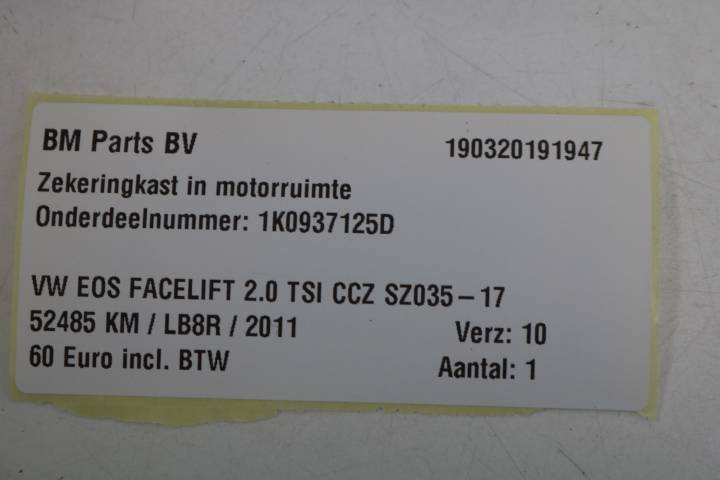 BM Parts BV 190320191947
Zekeringkast in motorruimte
Onderdeelnummer: 1K0937125D
VW EOS FACELIFT 2.0 TSI CCZ SZ035-17
52485 KM / LB8R / 2011 Verz: 10
60 Euro incl. BTW Aantal: 1